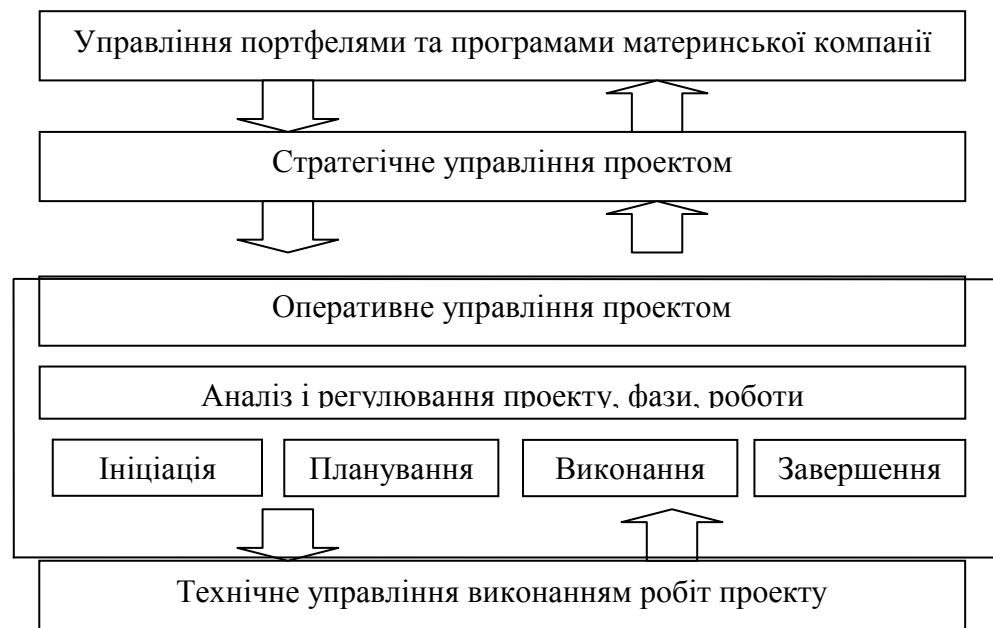 Управління портфелями та програмами материнської компанії
Стратегічне управління проектом
Оперативне управління проектом
Аналіз і регулювання проекту, фази, роботи
Ініціація Планування Виконання Завершення
Технічне управління виконанням робіт проекту